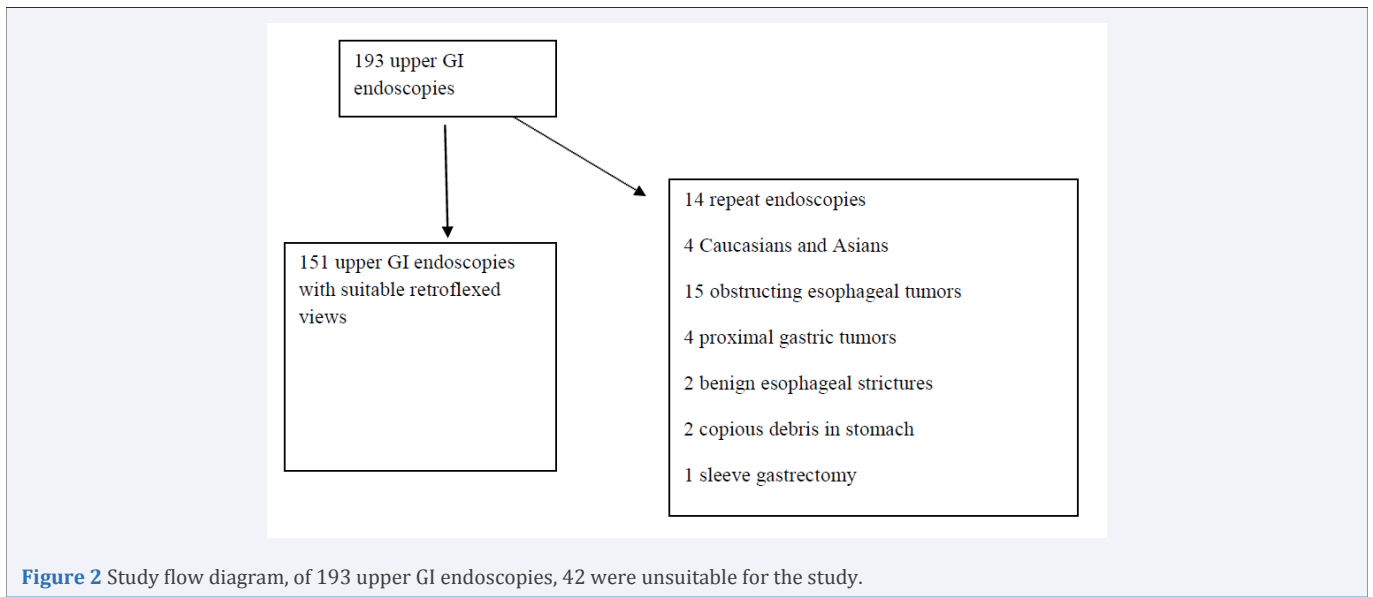 193 upper GI
endoscopies
151 upper GI endoscopies
with suitable retroflexed
views
14 repeat endoscopies
4 Caucasians and Asians
15 obstructing esophageal tumors
4 proximal gastric tumors
2 benign esophageal strictures
2 copious debris in stomach
1 sleeve gastrectomy
Figure 2 Study flow diagram, of 193 upper GI endoscopies, 42 were unsuitable for the study.